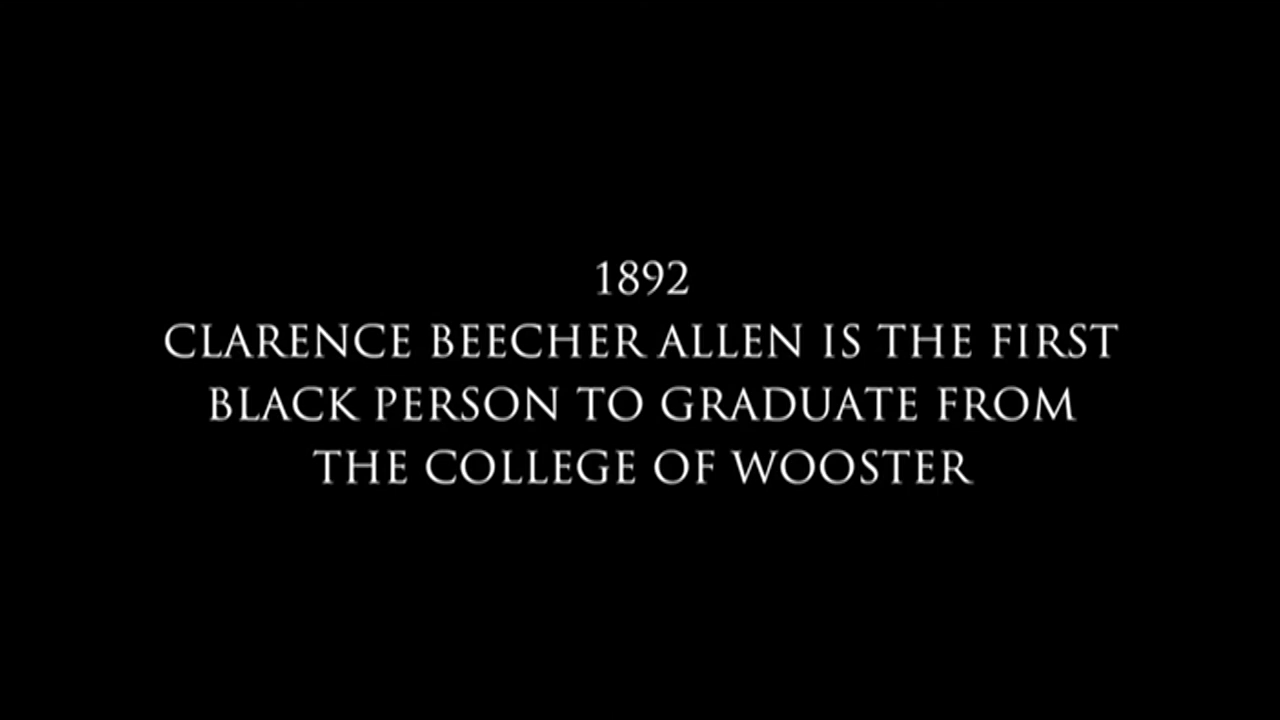 1892
CLARENCE BEECHER ALLEN IS THE FIRST
BLACK PERSON TO GRADUATE FROM
THE COLLEGE OF WOOSTER